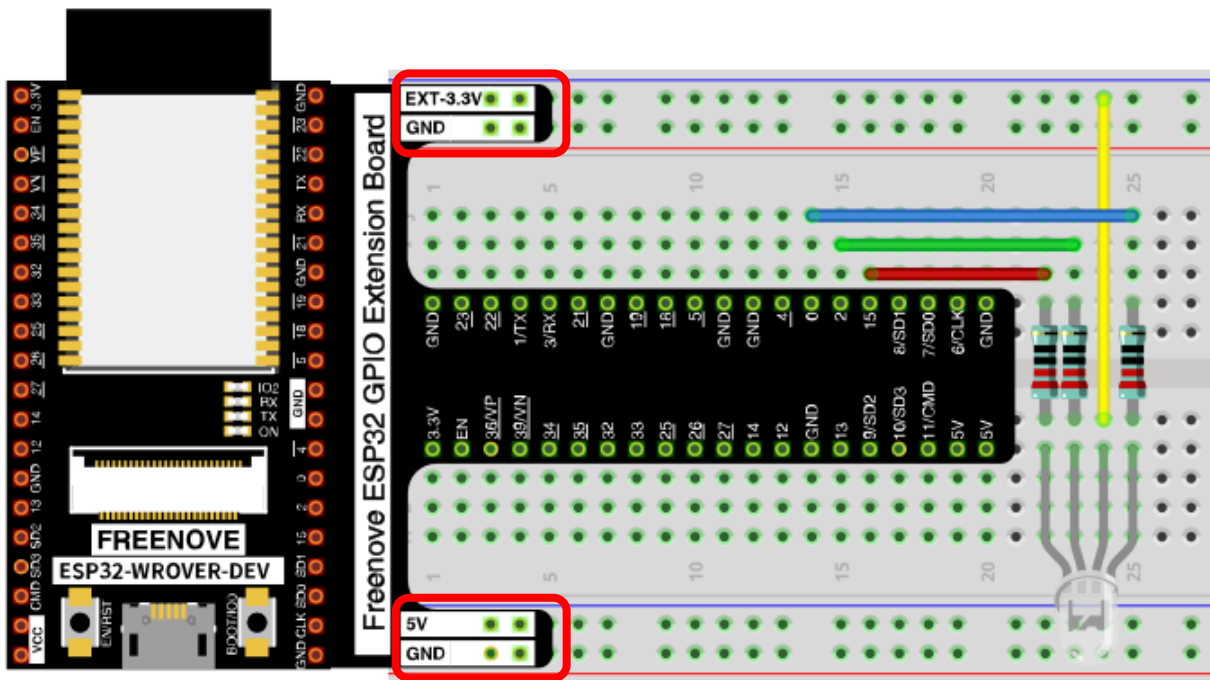 3.3V
EN
VP
VN
34
35
32
33
25
26
27
14
12
GND
13
SD2
SD3
CMD
VCC
GND
23
22
TX
RX
21
GND
19
18
5
GND
4
0
2
15
SD1
SD0
CLK
GND
IO2
RX
TX
ON
FREENOVE
ESP32-WROVER-DEV
EN/RST
BOOT/IO0
Freenove ESP32 GPIO Extension Board
EXT-3.3V
GND
1 5 10 15 20 25
GND 23 22 1/TX 3/RX 21 GND 19 18 5 GND GND 4 0 2 15 8/SD1 7/SD0 6/CLK GND
3.3V EN 36/VP 39/VN 34 35 32 33 25 26 27 14 12 GND 13 9/SD2 10/SD3 11/CMD 5V 5V
1 5 10 15 20 25
5V
GND